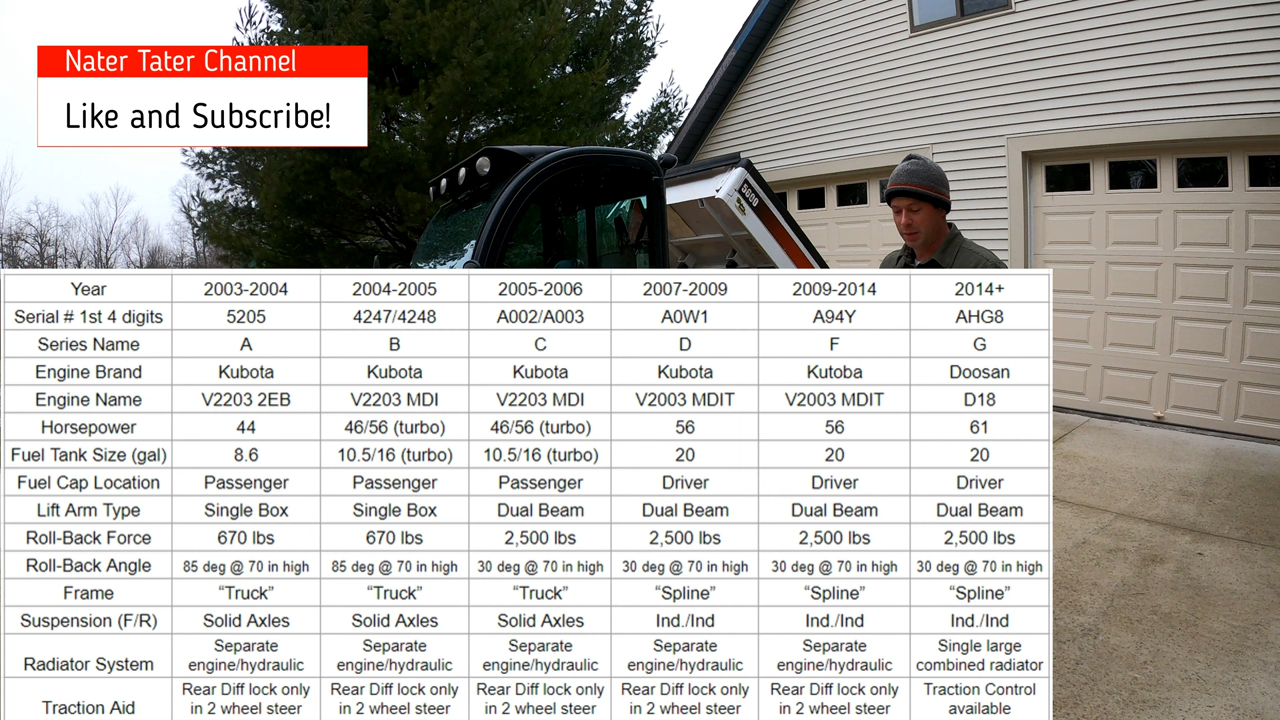 Nater Tater Channel
Like and Subscribe!
5600
Year 2003-2004 2004-2005 2005-2006 2007-2009 2009-2014 2014+
Serial # 1st 4 digits 5205 4247/4248 A002/A003 A0W1 A94Y AHG8
Series Name A B C D F G
Engine Brand Kubota Kubota Kubota Kubota Kutoba Doosan
Engine Name V2203 2EB V2203 MDI V2203 MDI V2003 MDIT V2003 MDIT D18
Horsepower 44 46/56 (turbo) 46/56 (turbo) 56 56 61
Fuel Tank Size (gal) 8.6 10.5/16 (turbo) 10.5/16 (turbo) 20 20 20
Fuel Cap Location Passenger Passenger Passenger Driver Driver Driver
Lift Arm Type Single Box Single Box Dual Beam Dual Beam Dual Beam Dual Beam
Roll-Back Force 670 lbs 670 lbs 2,500 lbs 2,500 lbs 2,500 lbs 2,500 lbs
Roll-Back Angle 85 deg @ 70 in high 85 deg @ 70 in high 30 deg @ 70 in high 30 deg @ 70 in high 30 deg @ 70 in high 30 deg @ 70 in high
Frame “Truck” “Truck” “Truck” “Spline” “Spline” “Spline”
Suspension (F/R) Solid Axles Solid Axles Solid Axles Ind./Ind Ind./Ind Ind./Ind
Radiator System Separate engine/hydraulic Separate engine/hydraulic Separate engine/hydraulic Separate engine/hydraulic Separate engine/hydraulic Single large combined radiator
Traction Aid Rear Diff lock only in 2 wheel steer Rear Diff lock only in 2 wheel steer Rear Diff lock only in 2 wheel steer Rear Diff lock only in 2 wheel steer Rear Diff lock only in 2 wheel steer Traction Control available